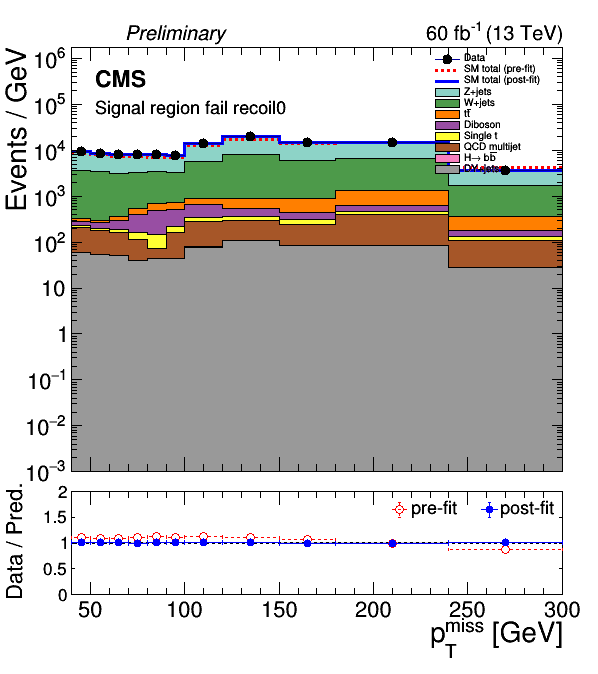 Preliminary
60 fb⁻¹ (13 TeV)
CMS
Signal region fail recoil0
Data
SM total (pre-fit)
SM total (post-fit)
Z+jets
W+jets
tt̅
Diboson
Single t
QCD multijet
H→ bb̅
DY+jets
Events / GeV
10⁶
10⁵
10⁴
10³
10²
10
1
10⁻¹
10⁻²
10⁻³
Data / Pred.
2
1.5
1
0.5
0
pre-fit
post-fit
50
100
150
200
250
300
p_T^miss [GeV]